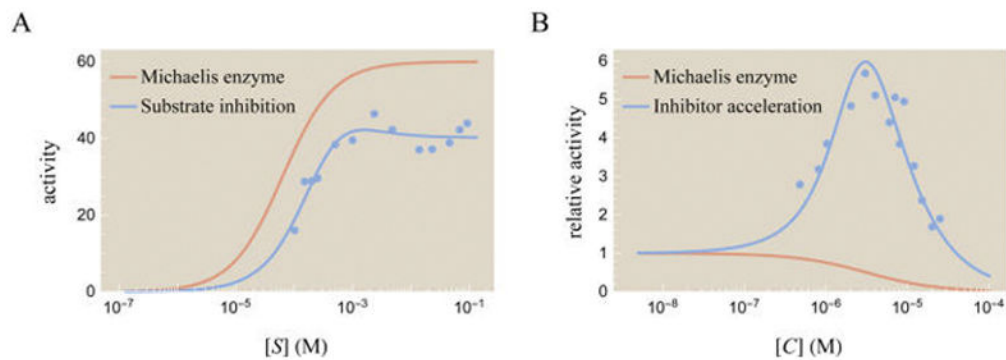 A
B
60
Michaelis enzyme
Substrate inhibition
40
20
0
activity
10⁻⁷
10⁻⁵
10⁻³
10⁻¹
[S] (M)
6
Michaelis enzyme
Inhibitor acceleration
5
4
3
2
1
0
relative activity
10⁻⁸
10⁻⁶
10⁻⁵
10⁻⁴
[C] (M)